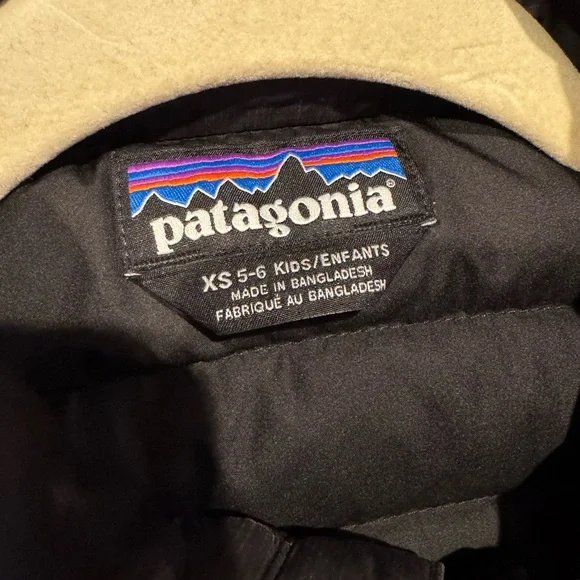 patagonia®
XS 5-6 KIDS/ENFANTS
MADE IN BANGLADESH
FABRIQUÉ AU BANGLADESH